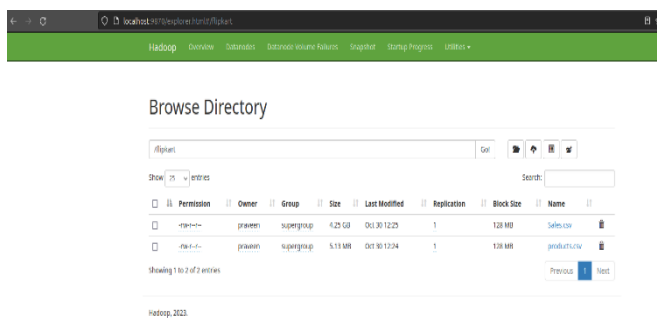 localhost:9870/explorer.html#/flipkart
Hadoop Overview Datanodes Datanode Volume Failures Snapshot Startup Progress Utilities
Browse Directory
/flipkart Go!
Show 25 entries Search:
Permission Owner Group Size Last Modified Replication Block Size Name
-rw-r--r-- praveen supergroup 4.25 GB Oct 30 12:25 1 128 MB Sales.csv
-rw-r--r-- praveen supergroup 5.13 MB Oct 30 12:24 1 128 MB products.csv
Showing 1 to 2 of 2 entries Previous 1 Next
Hadoop, 2023.